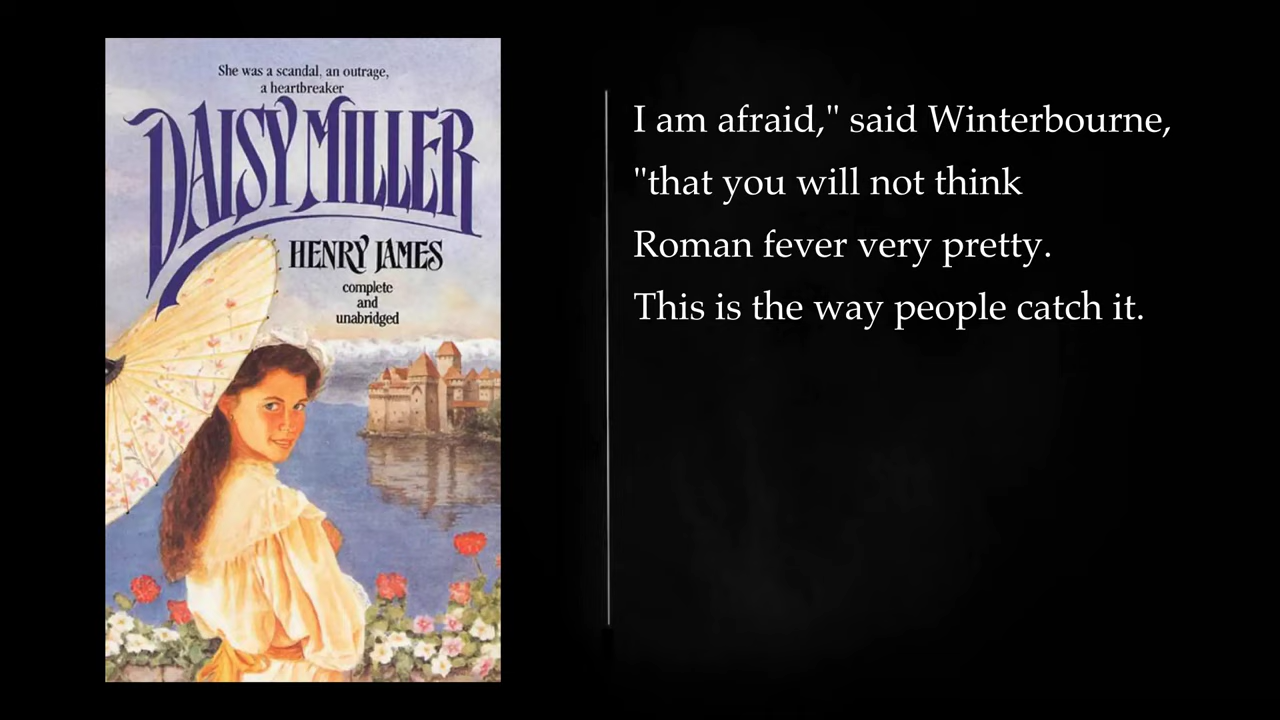 She was a scandal, an outrage,
a heartbreaker
DAISY MILLER
HENRY JAMES
complete
and
unabridged
I am afraid," said Winterbourne,
"that you will not think
Roman fever very pretty.
This is the way people catch it.